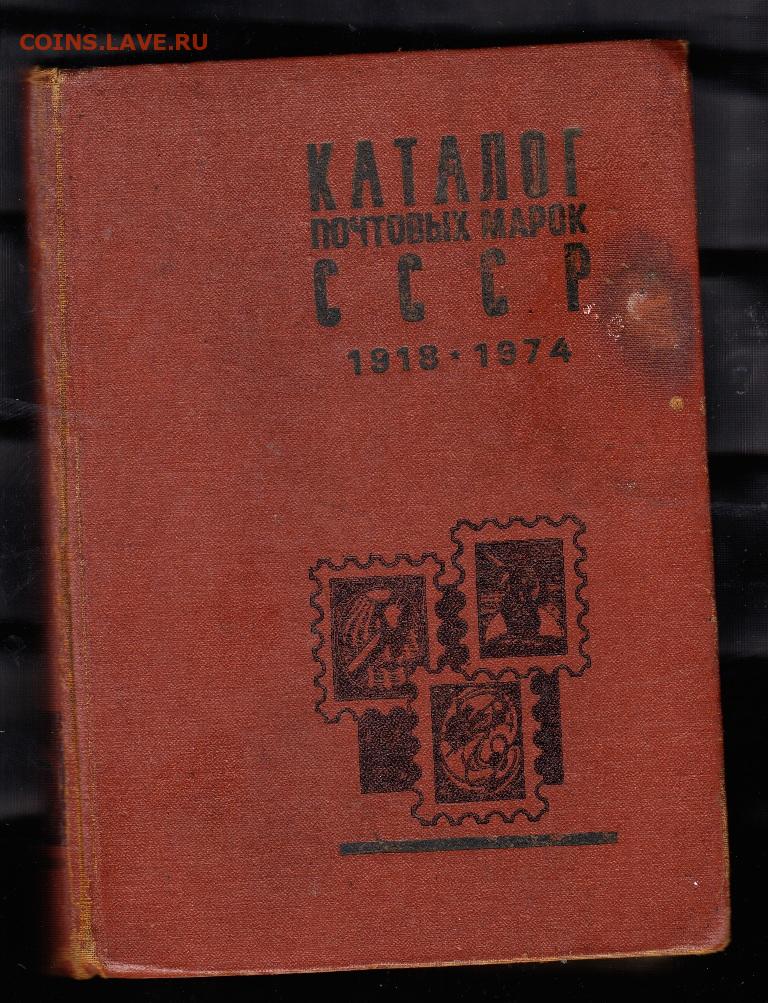 COINS.LAVE.RU
КАТАЛОГ
ПОЧТОВЫХ МАРОК
СССР
1918 · 1974